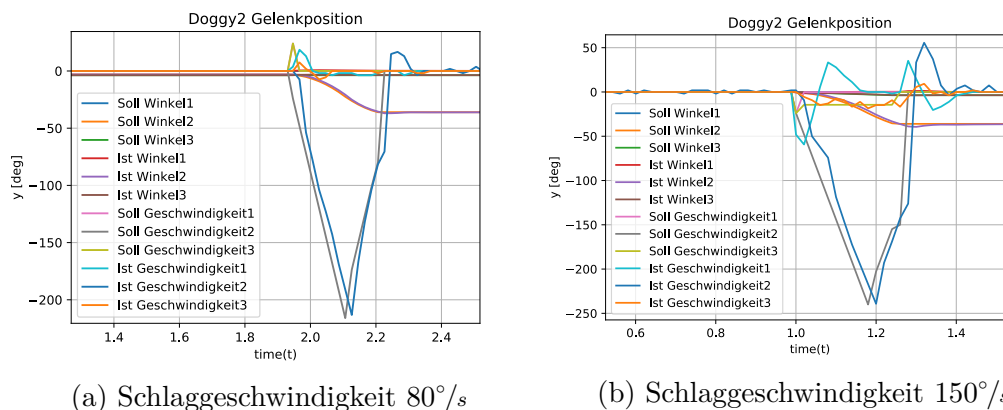 Doggy2 Gelenkposition
0
−50
−100
−150
−200
y [deg]
Soll Winkel1
Soll Winkel2
Soll Winkel3
Ist Winkel1
Ist Winkel2
Ist Winkel3
Soll Geschwindigkeit1
Soll Geschwindigkeit2
Soll Geschwindigkeit3
Ist Geschwindigkeit1
Ist Geschwindigkeit2
Ist Geschwindigkeit3
1.4 1.6 1.8 2.0 2.2 2.4
time(t)
(a) Schlaggeschwindigkeit 80°/s
Doggy2 Gelenkposition
50
0
−50
−100
−150
−200
−250
y [deg]
Soll Winkel1
Soll Winkel2
Soll Winkel3
Ist Winkel1
Ist Winkel2
Ist Winkel3
Soll Geschwindigkeit1
Soll Geschwindigkeit2
Soll Geschwindigkeit3
Ist Geschwindigkeit1
Ist Geschwindigkeit2
Ist Geschwindigkeit3
0.6 0.8 1.0 1.2 1.4
time(t)
(b) Schlaggeschwindigkeit 150°/s